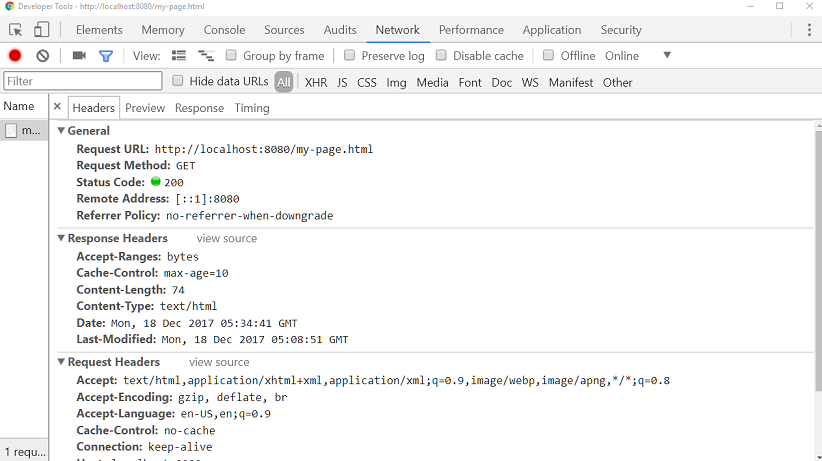 Developer Tools - http://localhost:8080/my-page.html
Elements Memory Console Sources Audits Network Performance Application Security
View: Group by frame Preserve log Disable cache Offline Online
Filter Hide data URLs All XHR JS CSS Img Media Font Doc WS Manifest Other
Name × Headers Preview Response Timing
m...
General
Request URL: http://localhost:8080/my-page.html
Request Method: GET
Status Code: 200
Remote Address: [::1]:8080
Referrer Policy: no-referrer-when-downgrade
Response Headers view source
Accept-Ranges: bytes
Cache-Control: max-age=10
Content-Length: 74
Content-Type: text/html
Date: Mon, 18 Dec 2017 05:34:41 GMT
Last-Modified: Mon, 18 Dec 2017 05:08:51 GMT
Request Headers view source
Accept: text/html,application/xhtml+xml,application/xml;q=0.9,image/webp,image/apng,*/*;q=0.8
Accept-Encoding: gzip, deflate, br
Accept-Language: en-US,en;q=0.9
Cache-Control: no-cache
Connection: keep-alive
1 requ...